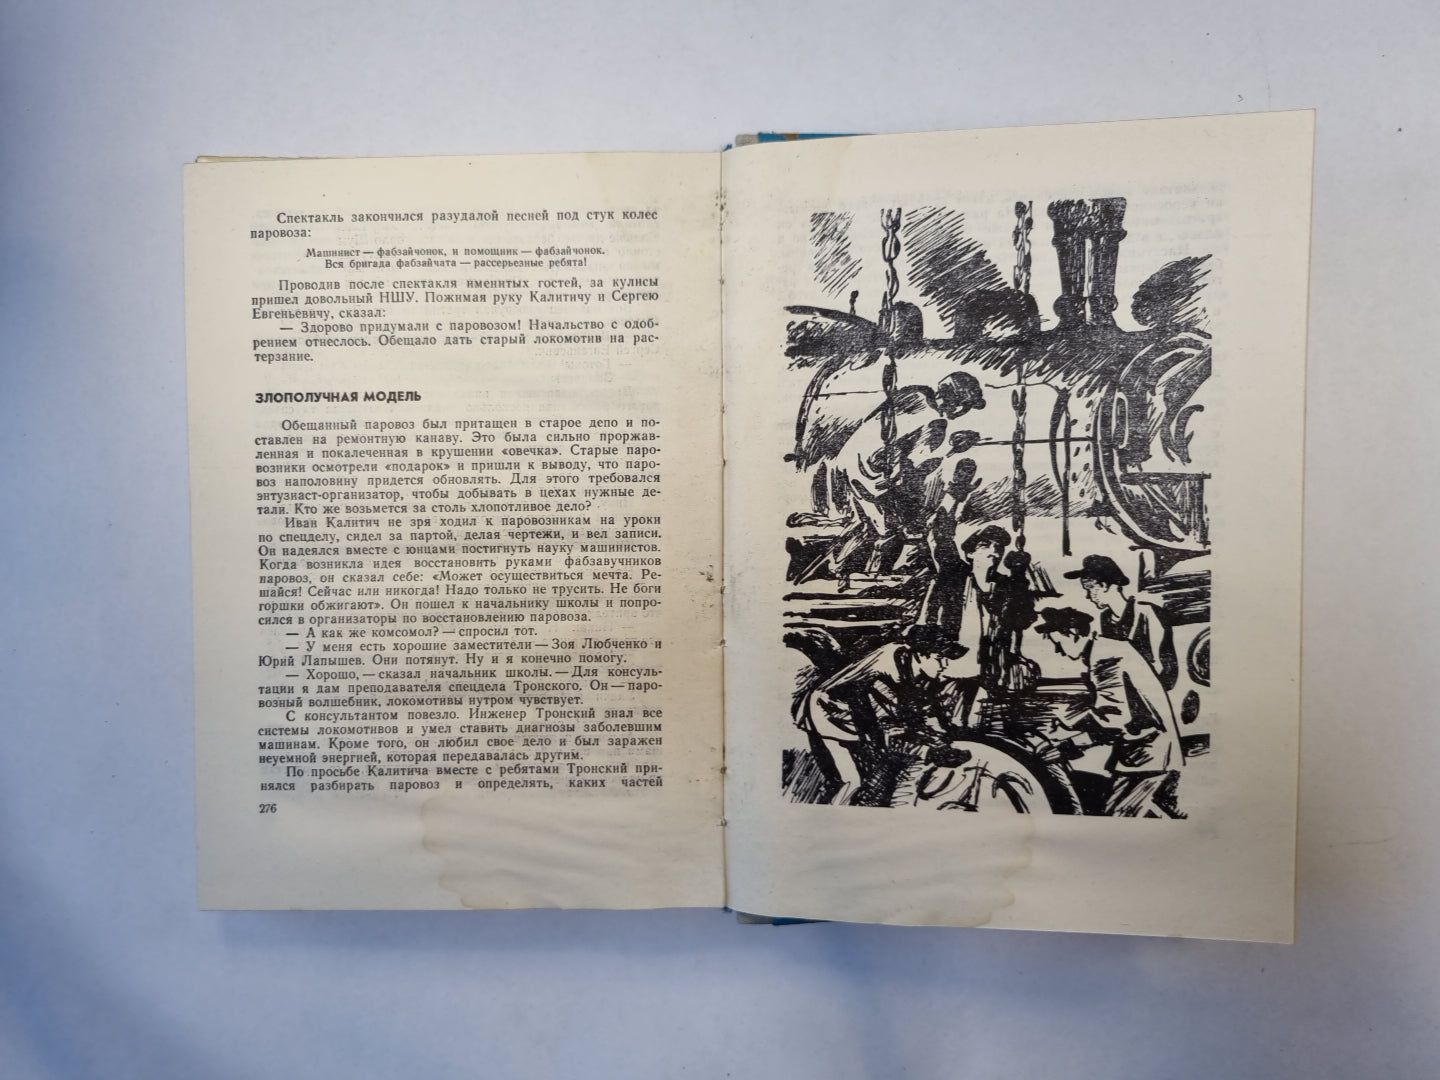 Спектакль закончился разудалой песней под стук колес
паровоза:
Машинист — фабзайчонок, и помощник — фабзайчонок.
Вся бригада фабзайчата — рассерьезные ребята!
Проводив после спектакля именитых гостей, за кулисы
пришел довольный НШУ. Пожимая руку Калитичу и Сергею
Евгеньевичу, сказал:
— Здорово придумали с паровозом! Начальство с одоб-
рением отнеслось. Обещало дать старый локомотив на рас-
терзание.
ЗЛОПОЛУЧНАЯ МОДЕЛЬ
Обещанный паровоз был притащен в старое депо и по-
ставлен на ремонтную канаву. Это была сильно проржав-
ленная и покалеченная в крушении «овечка». Старые паро-
возники осмотрели «подарок» и пришли к выводу, что паро-
воз наполовину придется обновлять. Для этого требовался
энтузиаст-организатор, чтобы добывать в цехах нужные де-
тали. Кто же возьмется за столь хлопотливое дело?
Иван Калитич не зря ходил к паровозникам на уроки
по спецделу, сидел за партой, делая чертежи, и вел записи.
Он надеялся вместе с юнцами постигнуть науку машинистов.
Когда возникла идея восстановить руками фабзавучников
паровоз, он сказал себе: «Может осуществиться мечта. Ре-
шайся! Сейчас или никогда! Надо только не трусить. Не боги
горшки обжигают». Он пошел к начальнику школы и попро-
сился в организаторы по восстановлению паровоза.
— А как же комсомол? — спросил тот.
— У меня есть хорошие заместители — Зоя Любченко и
Юрий Лапышев. Они потянут. Ну и я конечно помогу.
— Хорошо, — сказал начальник школы. — Для консуль-
тации я дам преподавателя спецдела Тронского. Он — паро-
возный волшебник, локомотивы нутром чувствует.
С консультантом повезло. Инженер Тронский знал все
системы локомотивов и умел ставить диагнозы заболевшим
машинам. Кроме того, он любил свое дело и был заражен
неуемной энергией, которая передавалась другим.
По просьбе Калитича вместе с ребятами Тронский при-
нялся разбирать паровоз и определять, каких частей
276